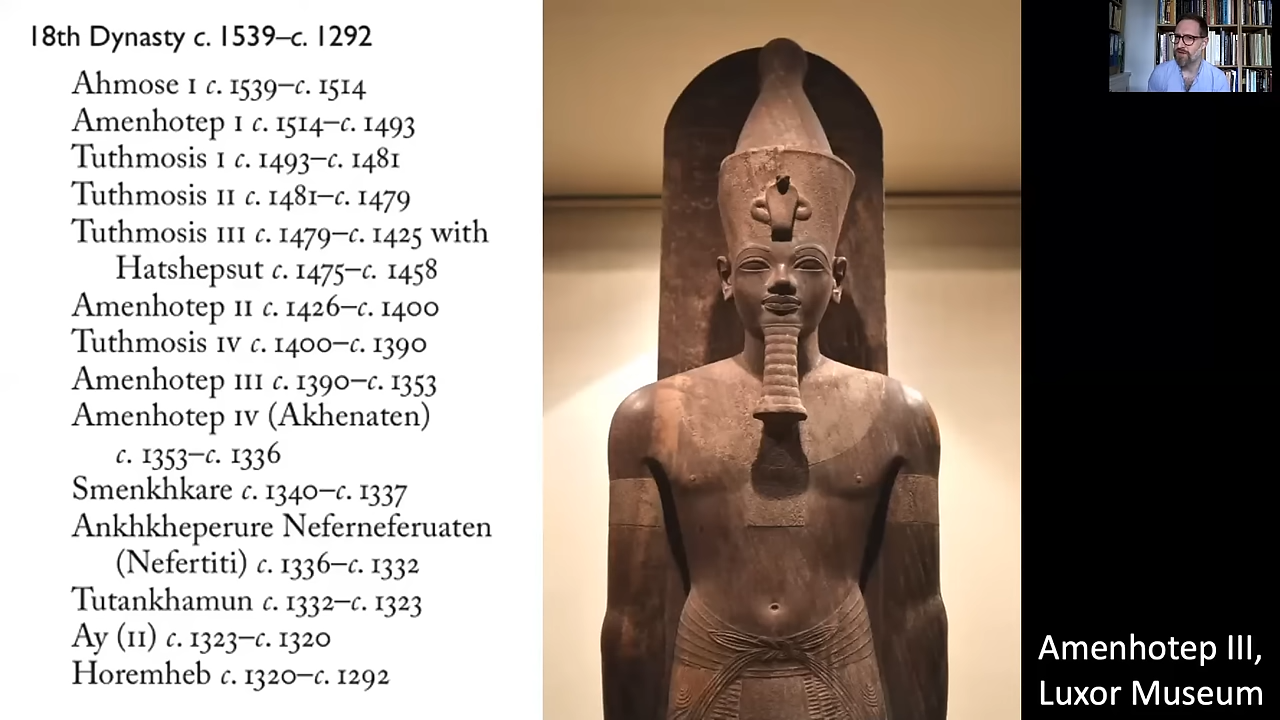 18th Dynasty c. 1539–c. 1292
Ahmose I c. 1539–c. 1514
Amenhotep I c. 1514–c. 1493
Tuthmosis I c. 1493–c. 1481
Tuthmosis II c. 1481–c. 1479
Tuthmosis III c. 1479–c. 1425 with
Hatshepsut c. 1475–c. 1458
Amenhotep II c. 1426–c. 1400
Tuthmosis IV c. 1400–c. 1390
Amenhotep III c. 1390–c. 1353
Amenhotep IV (Akhenaten)
c. 1353–c. 1336
Smenkhkare c. 1340–c. 1337
Ankhkheperure Neferneferuaten
(Nefertiti) c. 1336–c. 1332
Tutankhamun c. 1332–c. 1323
Ay (II) c. 1323–c. 1320
Horemheb c. 1320–c. 1292
Amenhotep III,
Luxor Museum